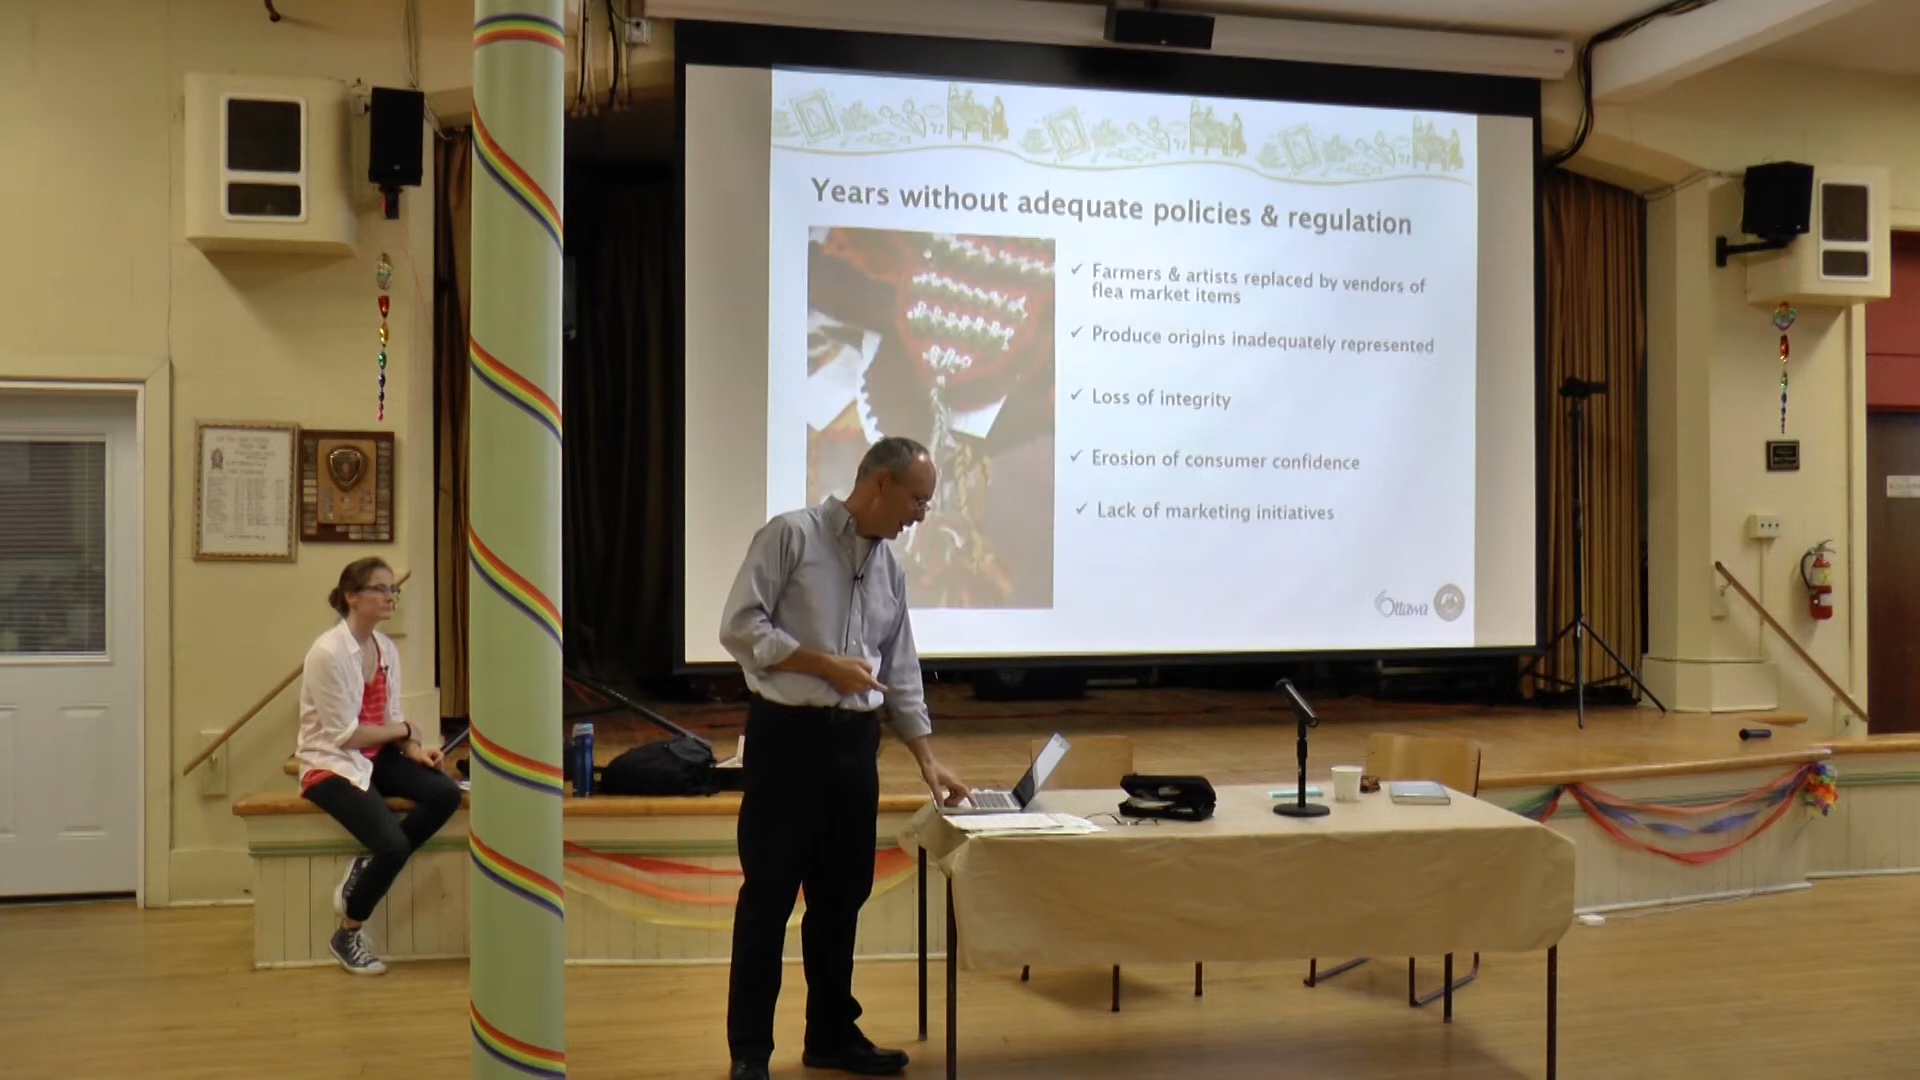 Years without adequate policies & regulation
✓ Farmers & artists replaced by vendors of
flea market items
✓ Produce origins inadequately represented
✓ Loss of integrity
✓ Erosion of consumer confidence
✓ Lack of marketing initiatives
Ottawa